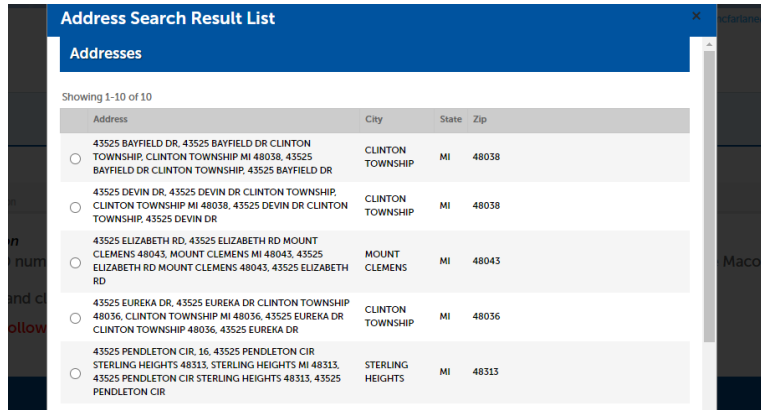 Address Search Result List
×
Addresses
Showing 1-10 of 10
Address City State Zip
43525 BAYFIELD DR, 43525 BAYFIELD DR CLINTON
TOWNSHIP, CLINTON TOWNSHIP MI 48038, 43525
BAYFIELD DR CLINTON TOWNSHIP, 43525 BAYFIELD DR
CLINTON
TOWNSHIP
MI
48038
43525 DEVIN DR, 43525 DEVIN DR CLINTON TOWNSHIP,
CLINTON TOWNSHIP MI 48038, 43525 DEVIN DR CLINTON
TOWNSHIP, 43525 DEVIN DR
CLINTON
TOWNSHIP
MI
48038
43525 ELIZABETH RD, 43525 ELIZABETH RD MOUNT
CLEMENS 48043, MOUNT CLEMENS MI 48043, 43525
ELIZABETH RD MOUNT CLEMENS 48043, 43525 ELIZABETH
RD
MOUNT
CLEMENS
MI
48043
43525 EUREKA DR, 43525 EUREKA DR CLINTON TOWNSHIP
48036, CLINTON TOWNSHIP MI 48036, 43525 EUREKA DR
CLINTON TOWNSHIP 48036, 43525 EUREKA DR
CLINTON
TOWNSHIP
MI
48036
43525 PENDLETON CIR, 16, 43525 PENDLETON CIR
STERLING HEIGHTS 48313, STERLING HEIGHTS MI 48313,
43525 PENDLETON CIR STERLING HEIGHTS 48313, 43525
PENDLETON CIR
STERLING
HEIGHTS
MI
48313
and